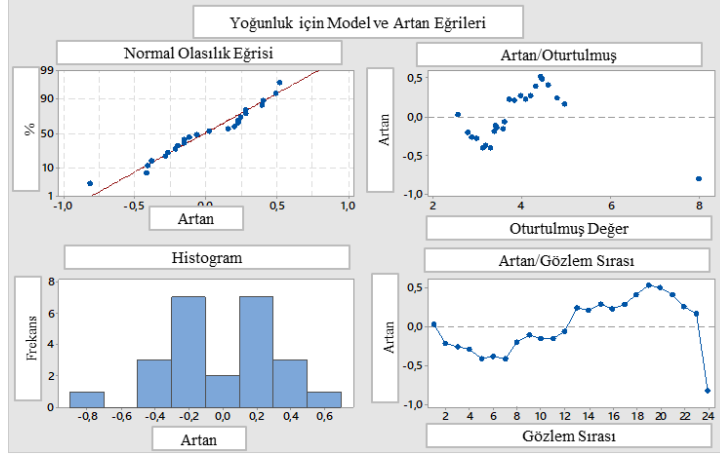 Yoğunluk için Model ve Artan Eğrileri
Normal Olasılık Eğrisi
99
90
50
10
1
%
-1,0 -0,5 0,0 0,5 1,0
Artan
Artan/Oturtulmuş
0,5
0,0
-0,5
-1,0
Artan
2 4 6 8
Oturtulmuş Değer
Histogram
8
6
4
2
0
Frekans
-0,8 -0,6 -0,4 -0,2 0,0 0,2 0,4 0,6
Artan
Artan/Gözlem Sırası
0,5
0,0
-0,5
-1,0
Artan
2 4 6 8 10 12 14 16 18 20 22 24
Gözlem Sırası